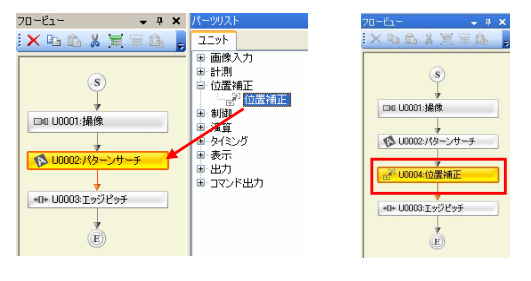 フロービュー
S
U0001:撮像
U0002:パターンサーチ
U0003:エッジピッチ
E
パーツリスト
ユニット
画像入力
計測
位置補正
位置補正
制御
演算
タイミング
表示
出力
コマンド出力
フロービュー
S
U0001:撮像
U0002:パターンサーチ
U0004:位置補正
U0003:エッジピッチ
E